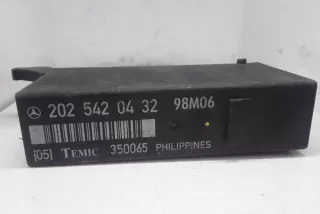 202 542 04 32 98M06
[05] TEMIC 350065 PHILIPPINES